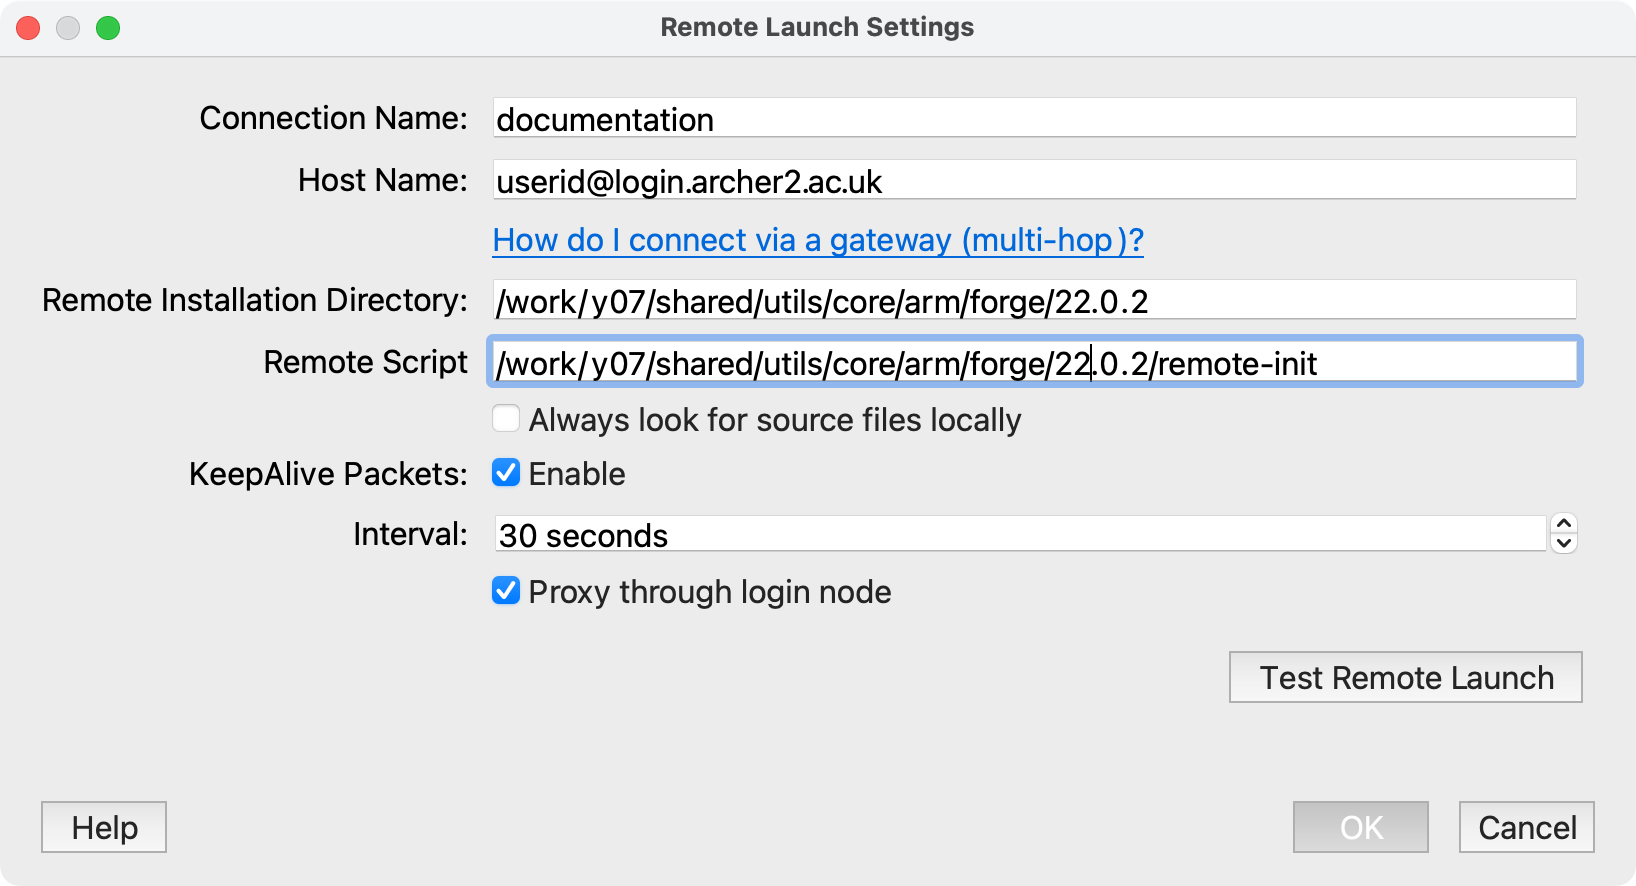 Remote Launch Settings
Connection Name: documentation
Host Name: userid@login.archer2.ac.uk
How do I connect via a gateway (multi-hop)?
Remote Installation Directory: /work/y07/shared/utils/core/arm/forge/22.0.2
Remote Script /work/y07/shared/utils/core/arm/forge/22.0.2/remote-init
Always look for source files locally
KeepAlive Packets: Enable
Interval: 30 seconds
Proxy through login node
Test Remote Launch
Help OK Cancel